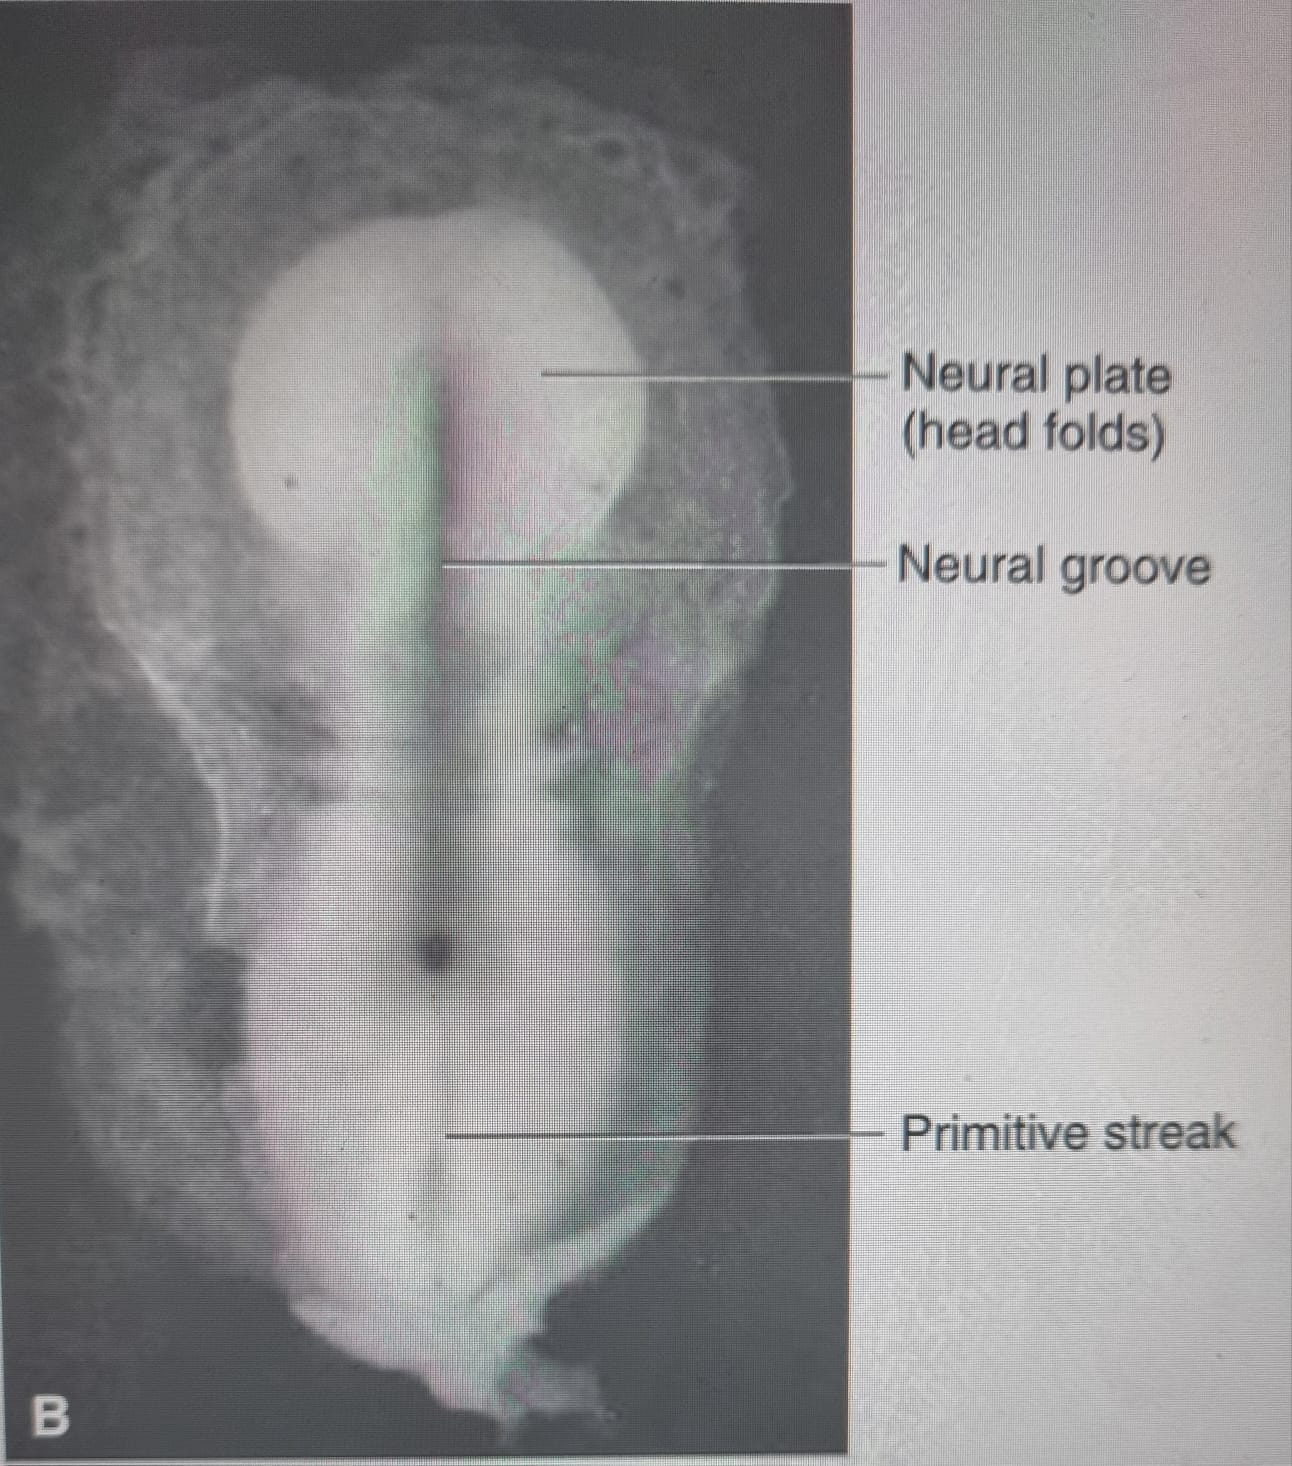 Neural plate
(head folds)
Neural groove
Primitive streak
B